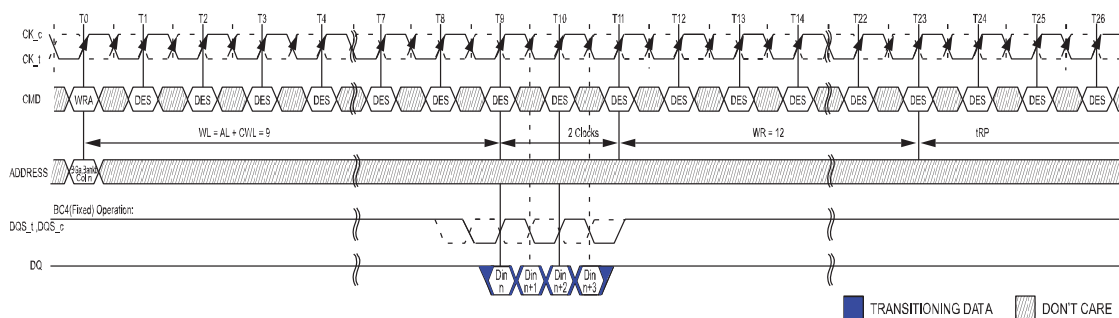 T0 T1 T2 T3 T4 T7 T8 T9 T10 T11 T12 T13 T14 T22 T23 T24 T25 T26
CK_c
CK_t
CMD WRA DES DES DES DES DES DES DES DES DES DES DES DES DES DES DES DES DES
WL = AL + CWL = 9 2 Clocks WR = 12 tRP
ADDRESS
Col n
BC4(Fixed) Operation:
DQS_t ,DQS_c
DQ Din n Din n+1 Din n+2 Din n+3
TRANSITIONING DATA DON'T CARE